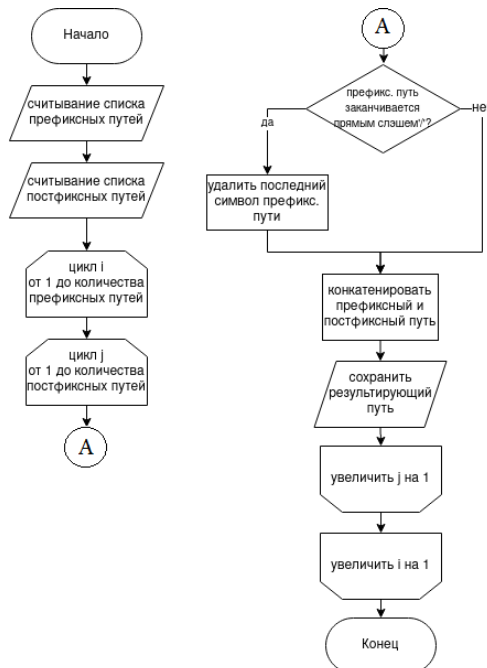 Начало
считывание списка
префиксных путей
считывание списка
постфиксных путей
цикл i
от 1 до количества
префиксных путей
цикл j
от 1 до количества
постфиксных путей
A
A
префикс. путь
заканчивается
прямым слэшем'/'?
да
не
удалить последний
символ префикс.
пути
конкатенировать
префиксный и
постфиксный путь
сохранить
результирующий
путь
увеличить j на 1
увеличить i на 1
Конец